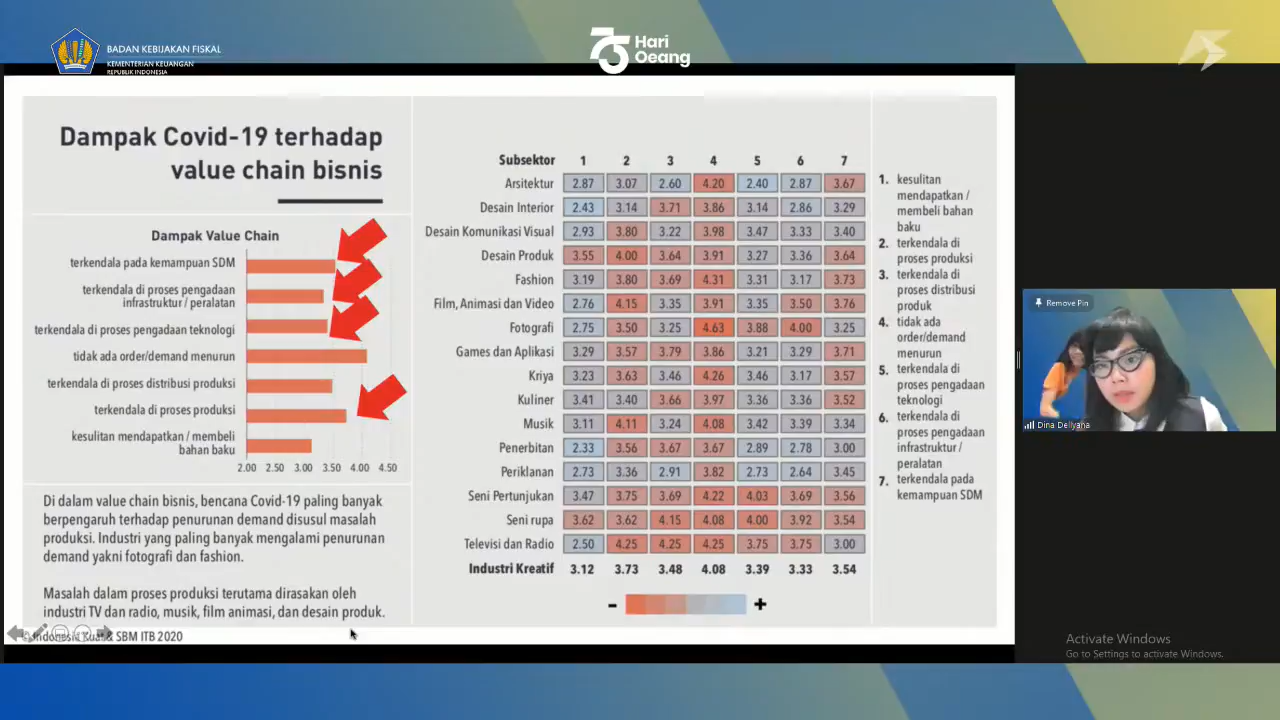 BADAN KEBIJAKAN FISKAL
KEMENTERIAN KEUANGAN
REPUBLIK INDONESIA
75 Hari
Oeang
Dampak Covid-19 terhadap
value chain bisnis
Dampak Value Chain
terkendala pada kemampuan SDM
terkendala di proses pengadaan
infrastruktur / peralatan
terkendala di proses pengadaan teknologi
tidak ada order/demand menurun
terkendala di proses distribusi produksi
terkendala di proses produksi
kesulitan mendapatkan / membeli
bahan baku
2.00 2.50 3.00 3.50 4.00 4.50
Di dalam value chain bisnis, bencana Covid-19 paling banyak
berpengaruh terhadap penurunan demand disusul masalah
produksi. Industri yang paling banyak mengalami penurunan
demand yakni fotografi dan fashion.
Masalah dalam proses produksi terutama dirasakan oleh
industri TV dan radio, musik, film animasi, dan desain produk.
Indonesia Kuat & SBM ITB 2020
Subsektor 1 2 3 4 5 6 7
Arsitektur 2.87 3.07 2.60 4.20 2.40 2.87 3.67
Desain Interior 2.43 3.14 3.71 3.86 3.14 2.86 3.29
Desain Komunikasi Visual 2.93 3.80 3.22 3.98 3.47 3.33 3.40
Desain Produk 3.55 4.00 3.64 3.91 3.27 3.36 3.64
Fashion 3.19 3.80 3.69 4.31 3.31 3.17 3.73
Film, Animasi dan Video 2.76 4.15 3.35 3.91 3.35 3.50 3.76
Fotografi 2.75 3.50 3.25 4.63 3.88 4.00 3.25
Games dan Aplikasi 3.29 3.57 3.79 3.86 3.21 3.29 3.71
Kriya 3.23 3.63 3.46 4.26 3.46 3.17 3.57
Kuliner 3.41 3.40 3.66 3.97 3.36 3.36 3.52
Musik 3.11 4.11 3.24 4.08 3.42 3.39 3.34
Penerbitan 2.33 3.56 3.67 3.67 2.89 2.78 3.00
Periklanan 2.73 3.36 2.91 3.82 2.73 2.64 3.45
Seni Pertunjukan 3.47 3.75 3.69 4.22 4.03 3.69 3.56
Seni rupa 3.62 3.62 4.15 4.08 4.00 3.92 3.54
Televisi dan Radio 2.50 4.25 4.25 4.25 3.75 3.75 3.00
Industri Kreatif 3.12 3.73 3.48 4.08 3.39 3.33 3.54
- +
1. kesulitan
mendapatkan /
membeli bahan
baku
2. terkendala di
proses produksi
3. terkendala di
proses distribusi
produk
4. tidak ada
order/demand
menurun
5. terkendala di
proses pengadaan
teknologi
6. terkendala di
proses pengadaan
infrastruktur /
peralatan
7. terkendala pada
kemampuan SDM
Remove Pin
Dina Dellyana
Activate Windows
Go to Settings to activate Windows.